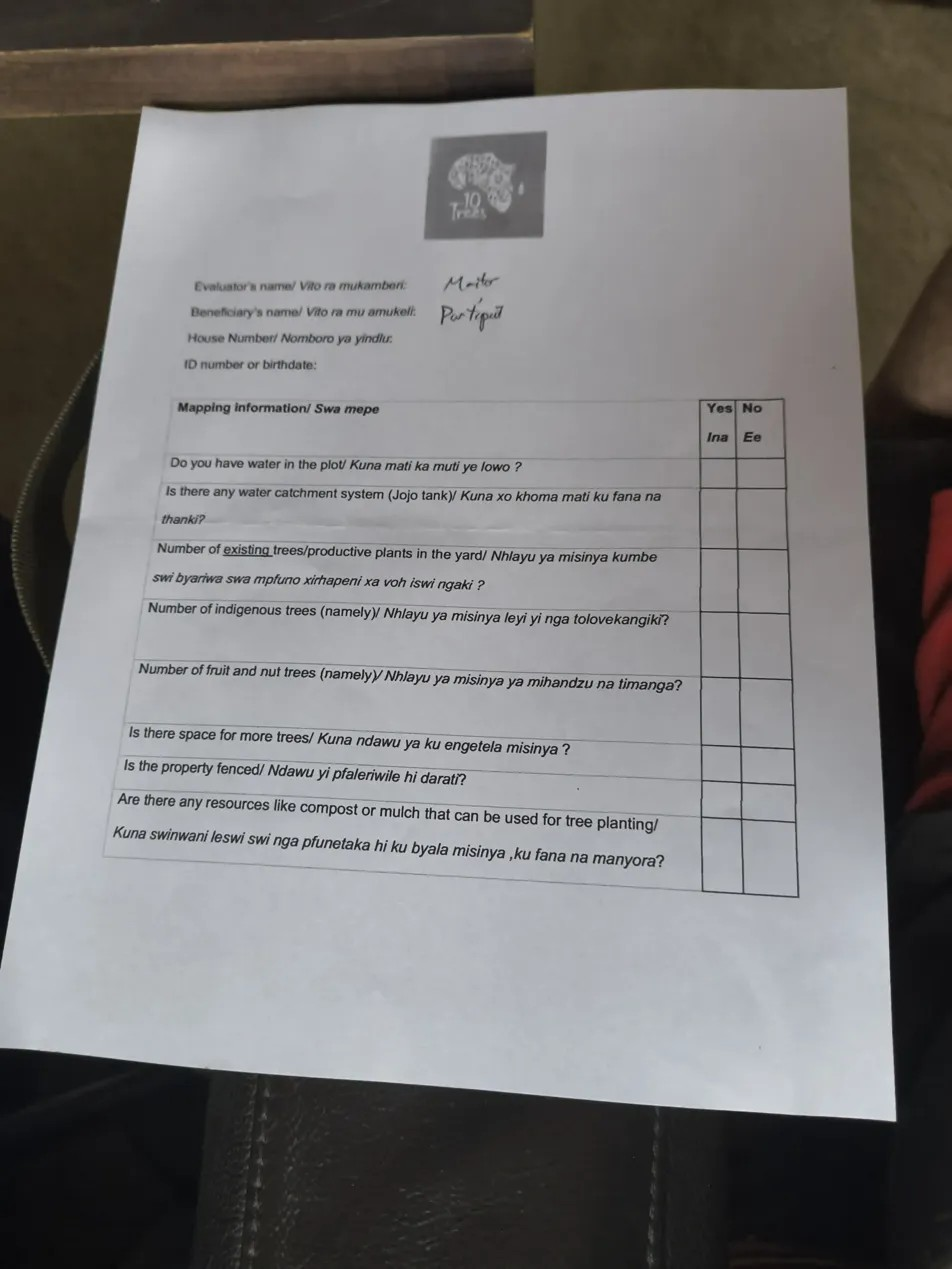 10
Trees
Evaluator's name/ Vito ra mukamberi:
Beneficiary's name/ Vito ra mu amukeli:
House Number/ Nomboro ya yindlu:
ID number or birthdate:
Mapping information/ Swa mepe
Yes No
Ina Ee
Do you have water in the plot/ Kuna mati ka muti ye lowo ?
Is there any water catchment system (Jojo tank)/ Kuna xo khoma mati ku fana na
thanki?
Number of existing trees/productive plants in the yard/ Nhlayu ya misinya kumbe
swi byariwa swa mpfuno xirhapeni xa voh iswi ngaki ?
Number of indigenous trees (namely)/ Nhlayu ya misinya leyi yi nga tolovekangiki?
Number of fruit and nut trees (namely)/ Nhlayu ya misinya ya mihandzu na timanga?
Is there space for more trees/ Kuna ndawu ya ku engetela misinya ?
Is the property fenced/ Ndawu yi pfaleriwile hi darati?
Are there any resources like compost or mulch that can be used for tree planting/
Kuna swinwani leswi swi nga pfunetaka hi ku byala misinya ,ku fana na manyora?